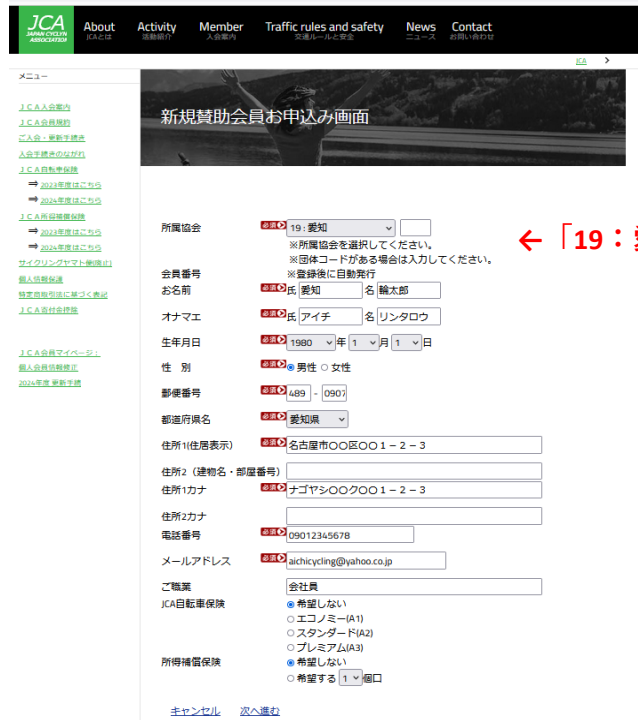 JCA
JAPAN CYCLYN
ASSOCIATION
About
JCAとは
Activity
活動紹介
Member
入会案内
Traffic rules and safety
交通ルールと安全
News
ニュース
Contact
お問い合わせ
JCA >
メニュー
JCA入会案内
JCA会員規約
ご入会・更新手続き
入会手続きのながれ
JCA自転車保険
➡ 2023年度はこちら
➡ 2024年度はこちら
JCA所得補償保険
➡ 2023年度はこちら
➡ 2024年度はこちら
サイクリングヤマト便(廃止)
個人情報保護
特定商取引法に基づく表記
JCA寄付金控除
JCA会員マイページ:
個人会員情報修正
2024年度 更新手続
新規賛助会員お申込み画面
所属協会 必須 19:愛知
※所属協会を選択してください。
※団体コードがある場合は入力してください。
←「19:
会員番号 ※登録後に自動発行
お名前 必須 氏 愛知 名 輪太郎
オナマエ 必須 氏 アイチ 名 リンタロウ
生年月日 必須 1980 年 1 月 1 日
性 別 必須 男性 女性
郵便番号 必須 489 - 0907
都道府県名 必須 愛知県
住所1(住居表示) 必須 名古屋市○○区○○1-2-3
住所2(建物名・部屋番号)
住所1カナ 必須 ナゴヤシ○○ク○○1-2-3
住所2カナ
電話番号 必須 09012345678
メールアドレス 必須 aichicycling@yahoo.co.jp
ご職業 会社員
JCA自転車保険 希望しない
エコノミー(A1)
スタンダード(A2)
プレミアム(A3)
所得補償保険 希望しない
希望する 1 個口
キャンセル 次へ進む